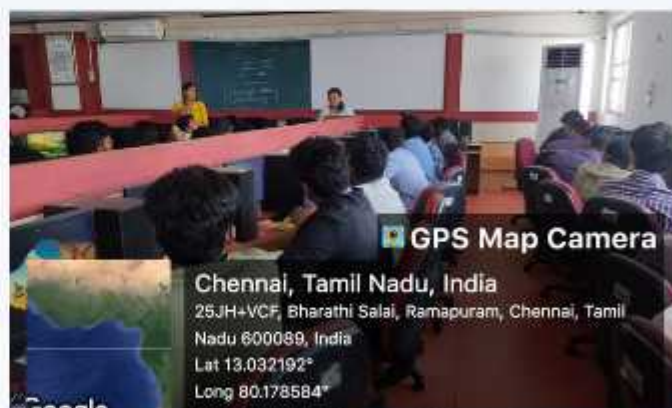 GPS Map Camera
Chennai, Tamil Nadu, India
25JH+VCF, Bharathi Salai, Ramapuram, Chennai, Tamil
Nadu 600089, India
Lat 13.032192°
Long 80.178584°
Google